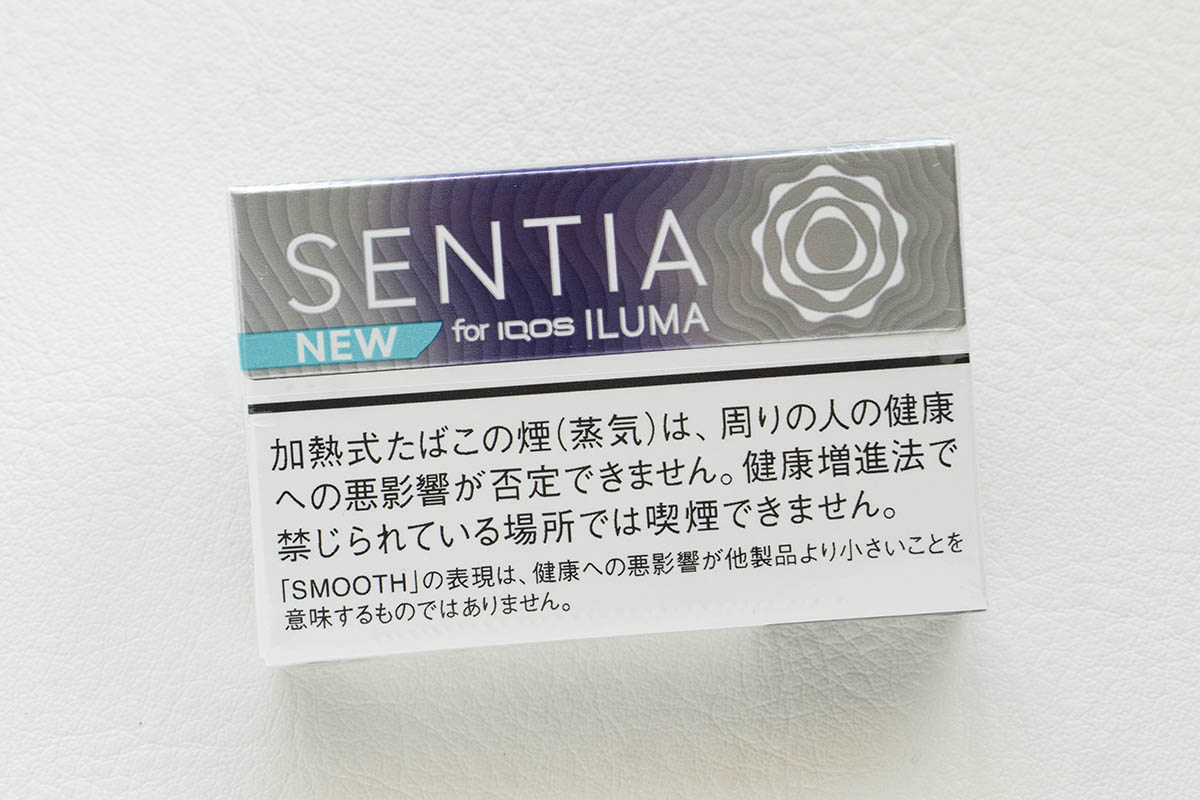 SENTIA
NEW
for IQOS ILUMA
加熱式たばこの煙(蒸気)は、周りの人の健康
への悪影響が否定できません。健康増進法で
禁じられている場所では喫煙できません。
「SMOOTH」の表現は、健康への悪影響が他製品より小さいことを
意味するものではありません。